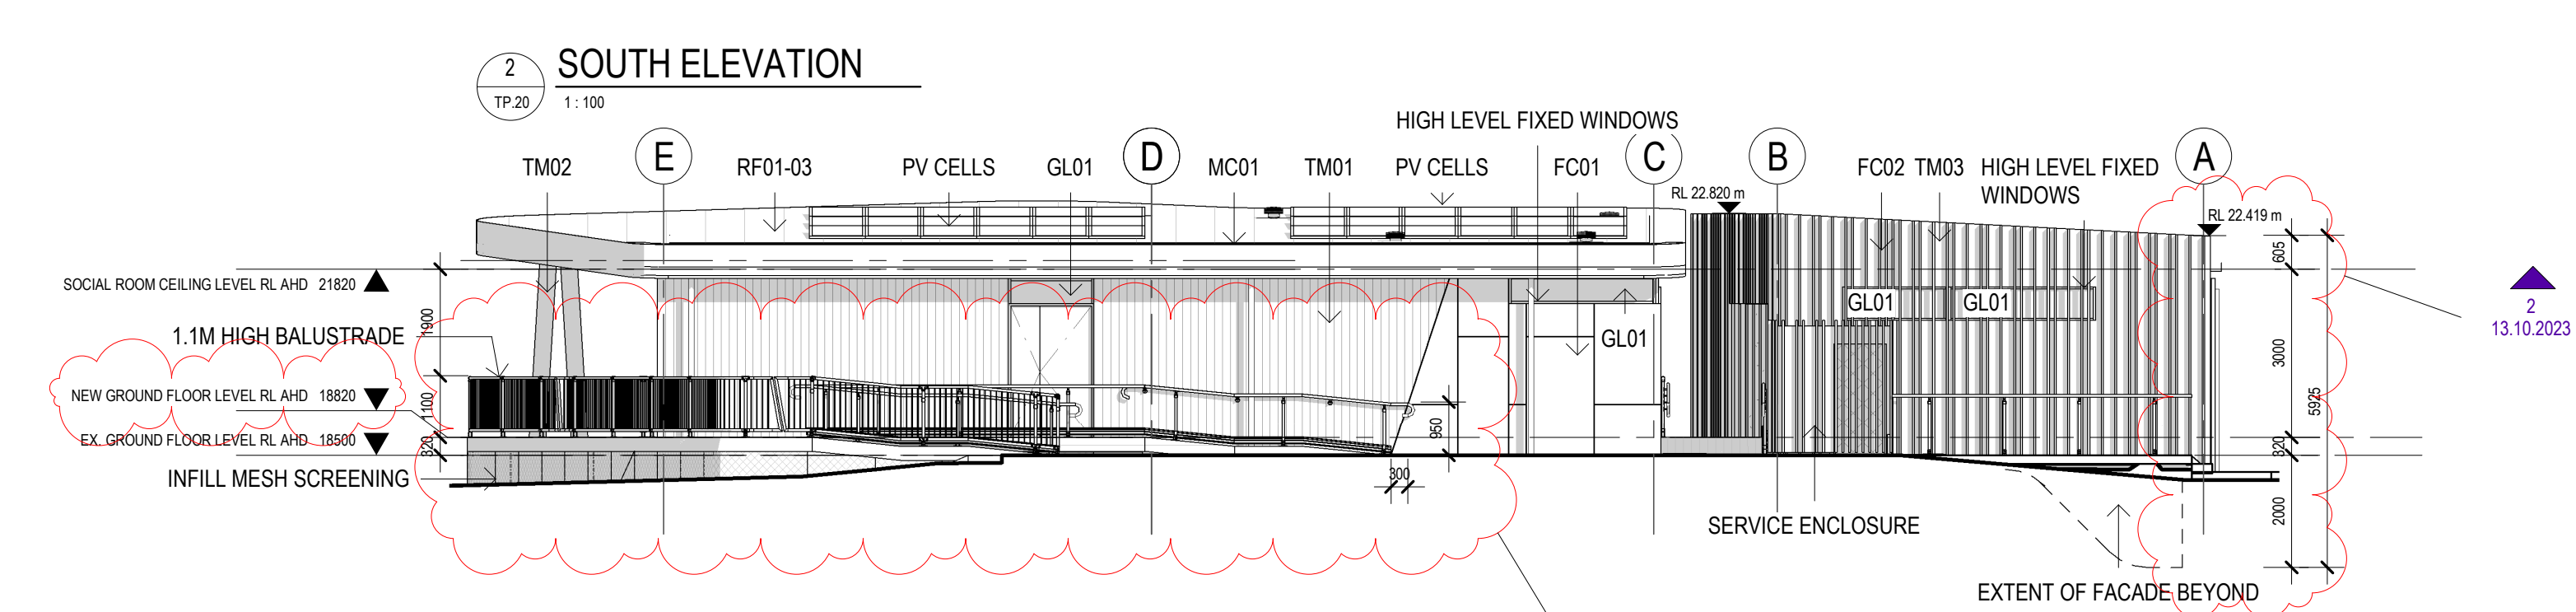 2
TP.20
SOUTH ELEVATION
1 : 100
HIGH LEVEL FIXED WINDOWS
TM02
E
RF01-03
PV CELLS
GL01
D
MC01
TM01
PV CELLS
FC01
C
B
FC02
TM03
HIGH LEVEL FIXED
WINDOWS
A
RL 22.820 m
RL 22.419 m
SOCIAL ROOM CEILING LEVEL RL AHD 21820
1.1M HIGH BALUSTRADE
NEW GROUND FLOOR LEVEL RL AHD 18820
EX. GROUND FLOOR LEVEL RL AHD 18500
INFILL MESH SCREENING
1900
1100
320
GL01
GL01
GL01
950
300
SERVICE ENCLOSURE
EXTENT OF FACADE BEYOND
605
3000
320
2000
5925
2
13.10.2023